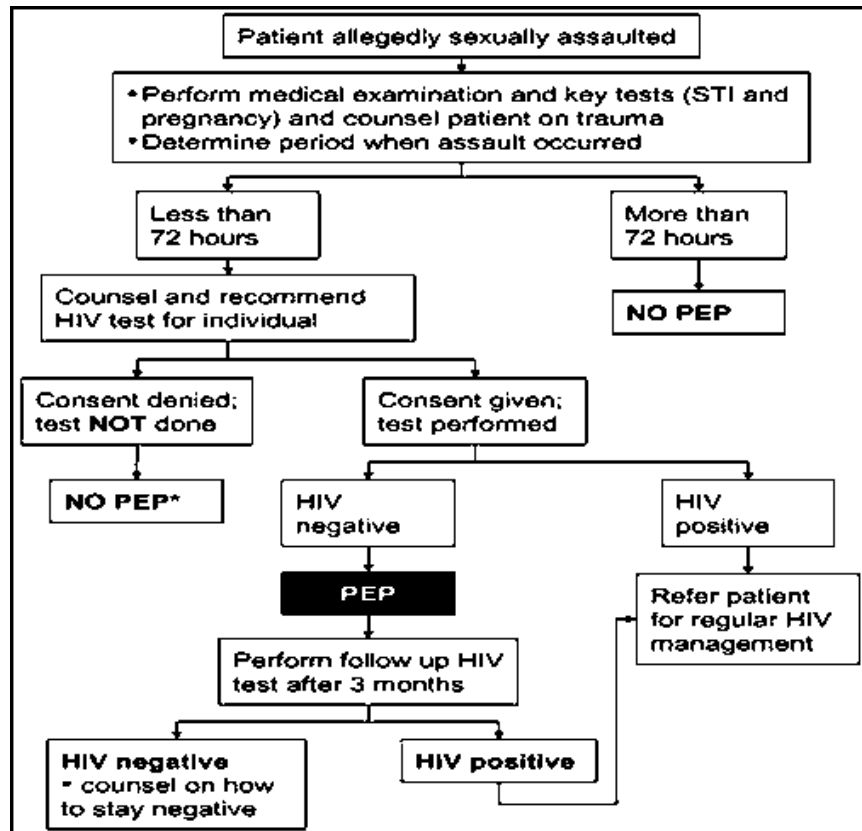 Patient allegedly sexually assaulted
• Perform medical examination and key tests (STI and
pregnancy) and counsel patient on trauma
• Determine period when assault occurred
Less than
72 hours
More than
72 hours
Counsel and recommend
HIV test for individual
NO PEP
Consent denied;
test NOT done
Consent given;
test performed
NO PEP*
HIV
negative
HIV
positive
PEP
Refer patient
for regular HIV
management
Perform follow up HIV
test after 3 months
HIV negative
• counsel on how
to stay negative
HIV positive